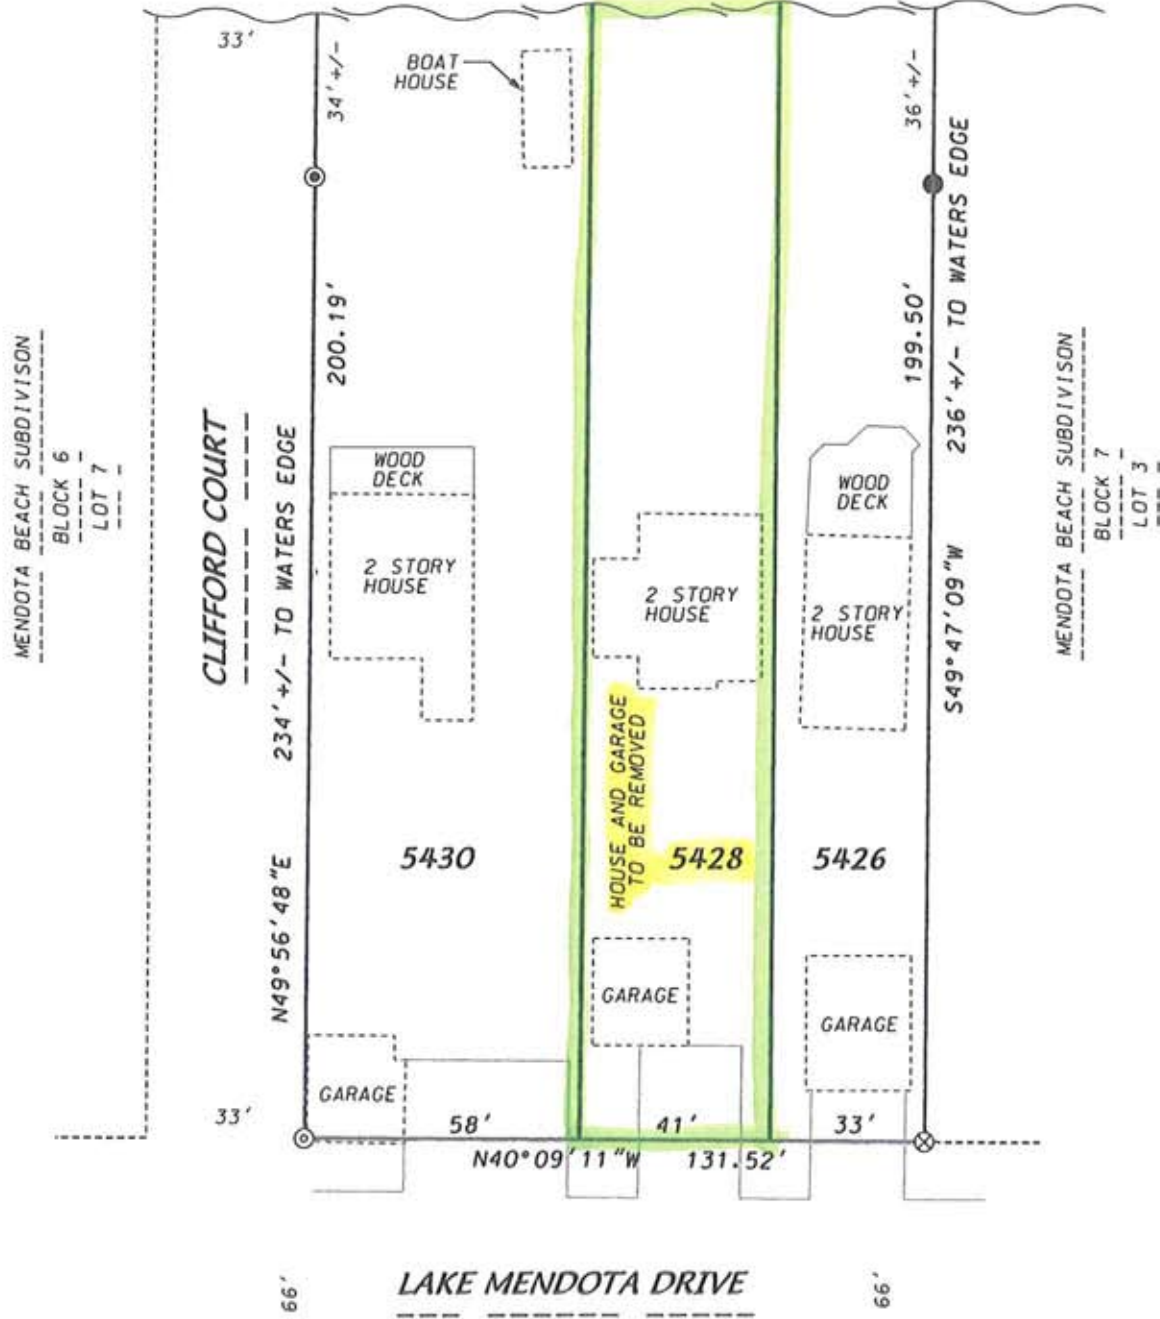 33'
34'+/-
BOAT
HOUSE
36'+/-
MENDOTA BEACH SUBDIVISON
BLOCK 6
LOT 7
CLIFFORD COURT
N49°56'48"E
234'+/- TO WATERS EDGE
200.19'
WOOD
DECK
2 STORY
HOUSE
2 STORY
HOUSE
WOOD
DECK
2 STORY
HOUSE
199.50'
S49°47'09"W
236'+/- TO WATERS EDGE
MENDOTA BEACH SUBDIVISON
BLOCK 7
LOT 3
HOUSE AND GARAGE
TO BE REMOVED
5430
5428
5426
GARAGE
GARAGE
GARAGE
33'
58'
41'
33'
N40°09'11"W
131.52'
66'
LAKE MENDOTA DRIVE
66'